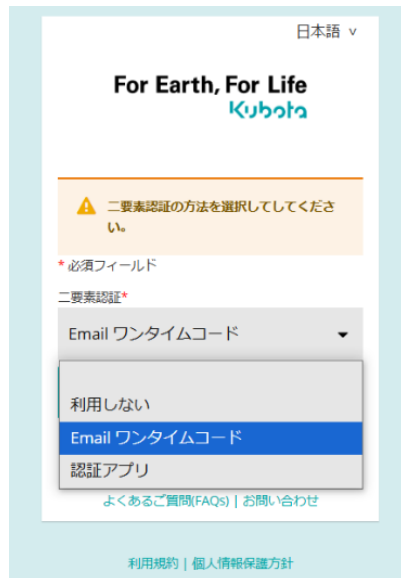 日本語 ∨
For Earth, For Life
Kubota
二要素認証の方法を選択してしてくださ
い。
* 必須フィールド
二要素認証*
Email ワンタイムコード
利用しない
Email ワンタイムコード
認証アプリ
よくあるご質問(FAQs) | お問い合わせ
利用規約 | 個人情報保護方針